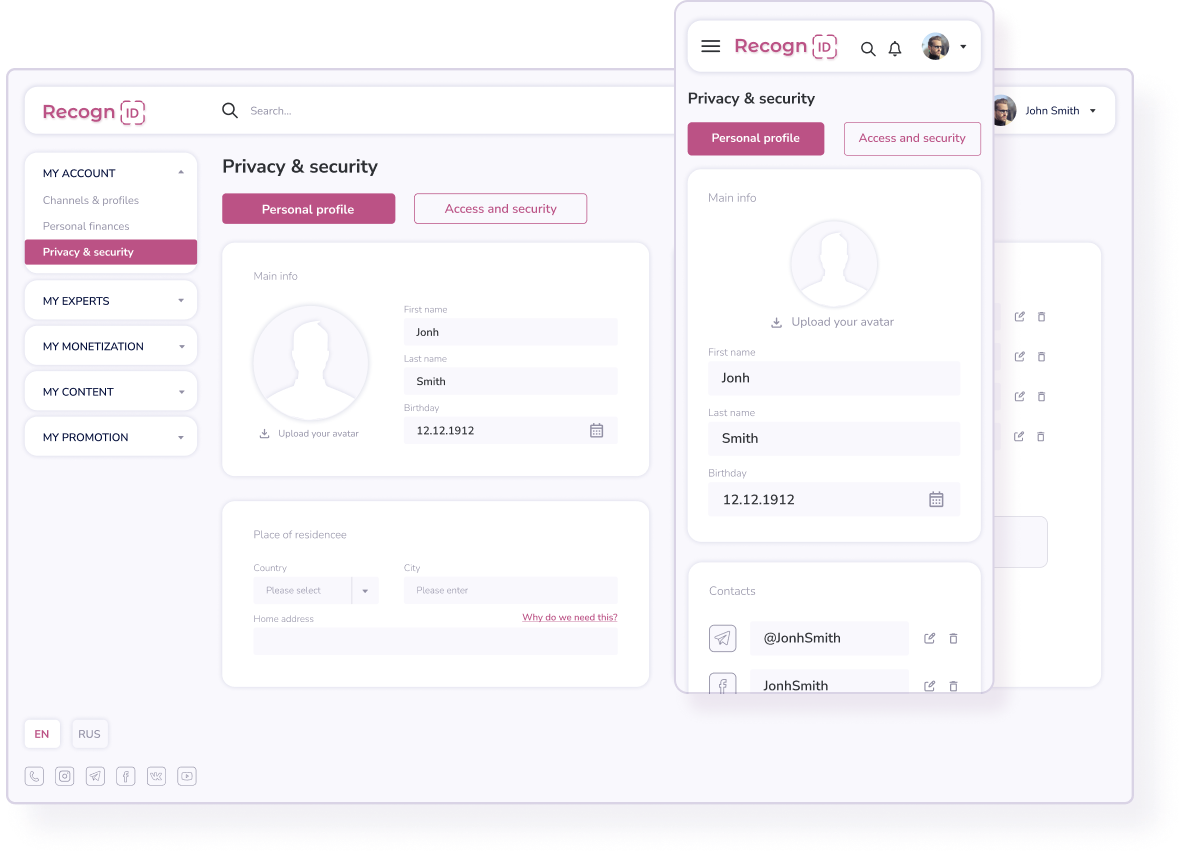 Recogn ID
Search...
John Smith
MY ACCOUNT
Channels & profiles
Personal finances
Privacy & security
MY EXPERTS
MY MONETIZATION
MY CONTENT
MY PROMOTION
EN
RUS
Privacy & security
Personal profile
Access and security
Main info
Upload your avatar
First name
Jonh
Last name
Smith
Birthday
12.12.1912
Place of residencee
Country
City
Please select
Please enter
Home address
Why do we need this?
Recogn ID
Privacy & security
Personal profile
Access and security
Main info
Upload your avatar
First name
Jonh
Last name
Smith
Birthday
12.12.1912
Contacts
@JonhSmith
JonhSmith